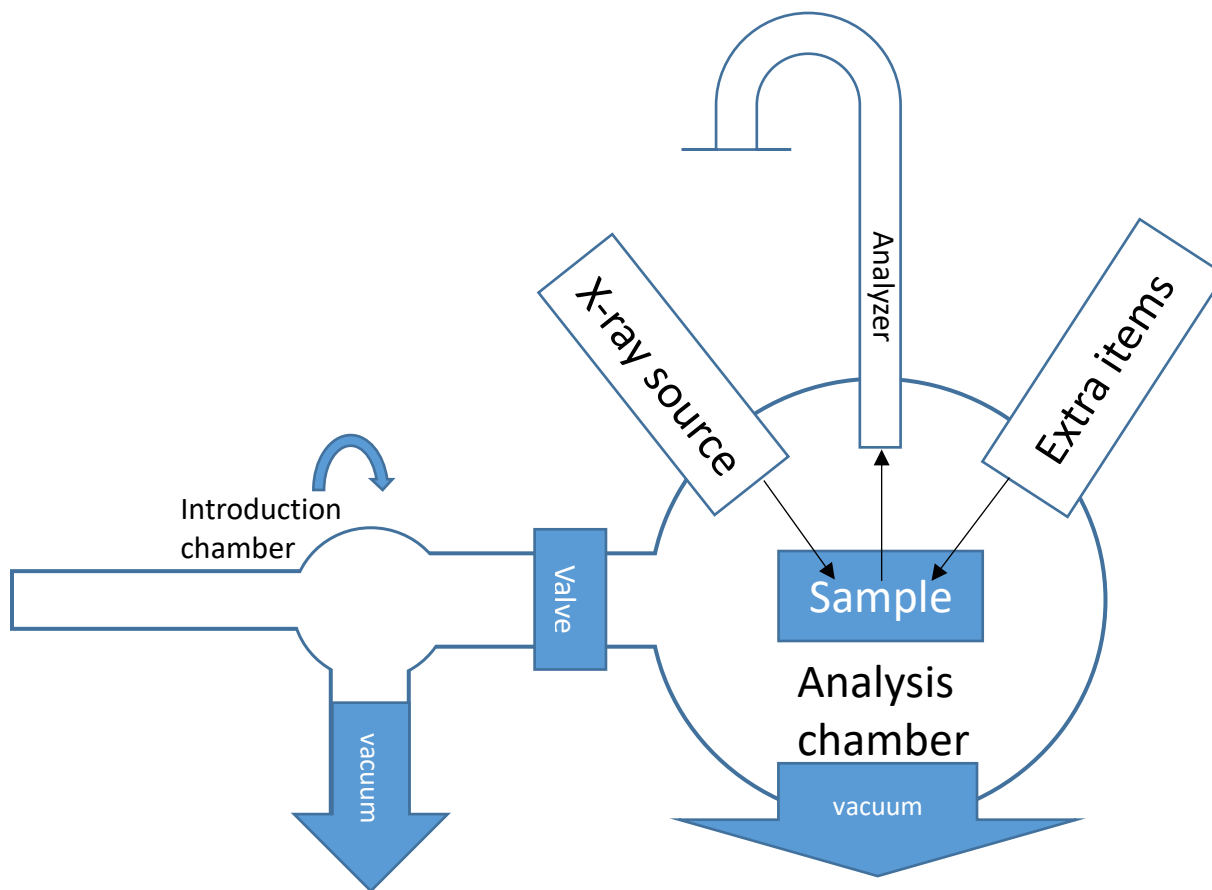 Analyzer
X-ray source
Extra items
Introduction
chamber
Valve
Sample
Analysis
chamber
vacuum
vacuum